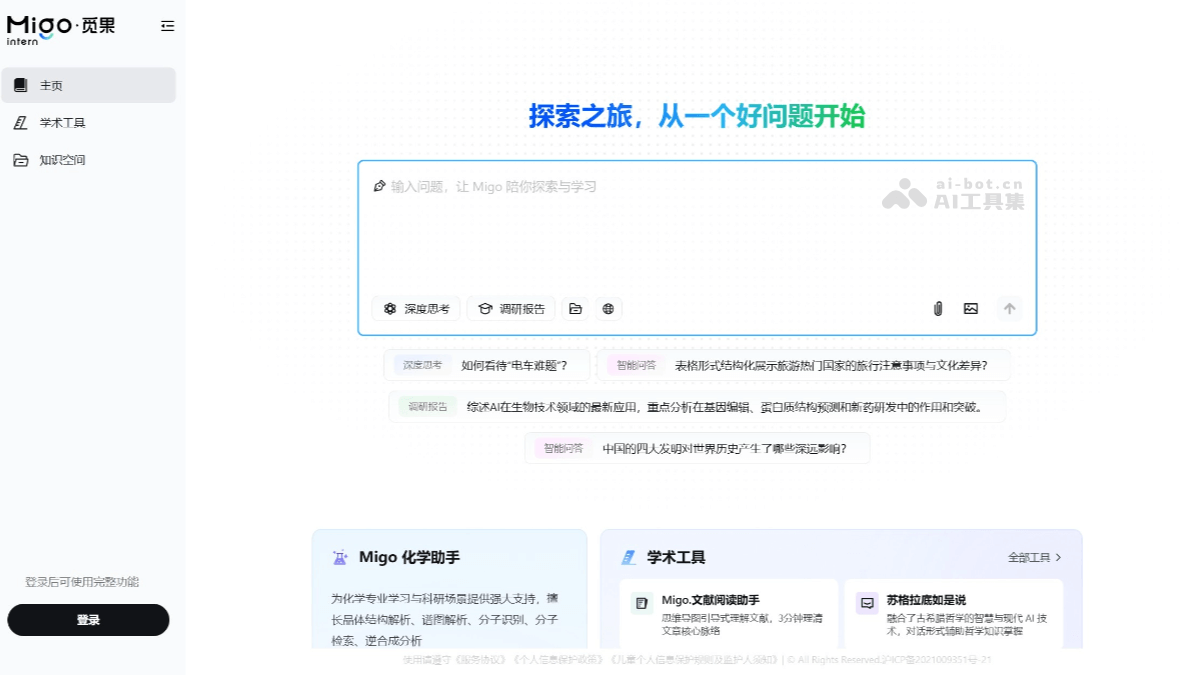 Migo·觅果
intern
主页
学术工具
知识空间
登录后可使用完整功能
登录
探索之旅，从一个好问题开始
输入问题，让 Migo 陪你探索与学习
ai-bot.cn
AI工具集
深度思考
调研报告
深度思考 如何看待“电车难题”？
智能问答 表格形式结构化展示旅游热门国家的旅行注意事项与文化差异？
调研报告 综述AI在生物技术领域的最新应用，重点分析在基因编辑、蛋白质结构预测和新药研发中的作用和突破。
智能问答 中国的四大发明对世界历史产生了哪些深远影响？
Migo 化学助手
为化学专业学习与科研场景提供强大支持，擅
长晶体结构解析、谱图解析、分子识别、分子
检索、逆合成分析
学术工具
全部工具
Migo.文献阅读助手
思维导图引导式理解文献，3分钟理清
文章核心脉络
苏格拉底如是说
融合了古希腊哲学的智慧与现代 AI 技
术，对话形式辅助哲学知识掌握
使用请遵守《服务协议》《个人信息保护政策》《儿童个人信息保护规则及监护人须知》| © All Rights Reserved.沪ICP备2021009351号-21